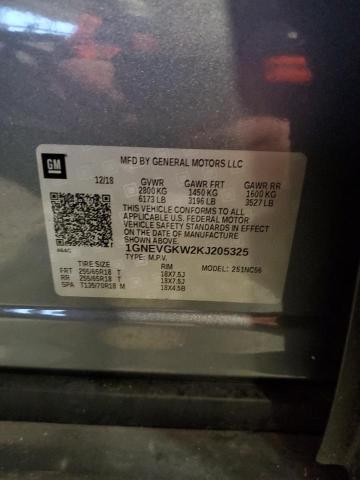 GM
MFD BY GENERAL MOTORS LLC
12/18 GVWR GAWR FRT GAWR RR
2800 KG 1450 KG 1600 KG
6173 LB 3196 LB 3527 LB
THIS VEHICLE CONFORMS TO ALL
APPLICABLE U.S. FEDERAL MOTOR
VEHICLE SAFETY STANDARDS IN EFFECT
ON THE DATE OF MANUFACTURE
SHOWN ABOVE.
1GNEVGKW2KJ205325
TYPE: M.P.V.
TIRE SIZE RIM MODEL: 2S1NC56
FRT 255/65R18 T 18X7.5J
RR 255/65R18 T 18X7.5J
SPA T135/70R18 M 18X4.5B